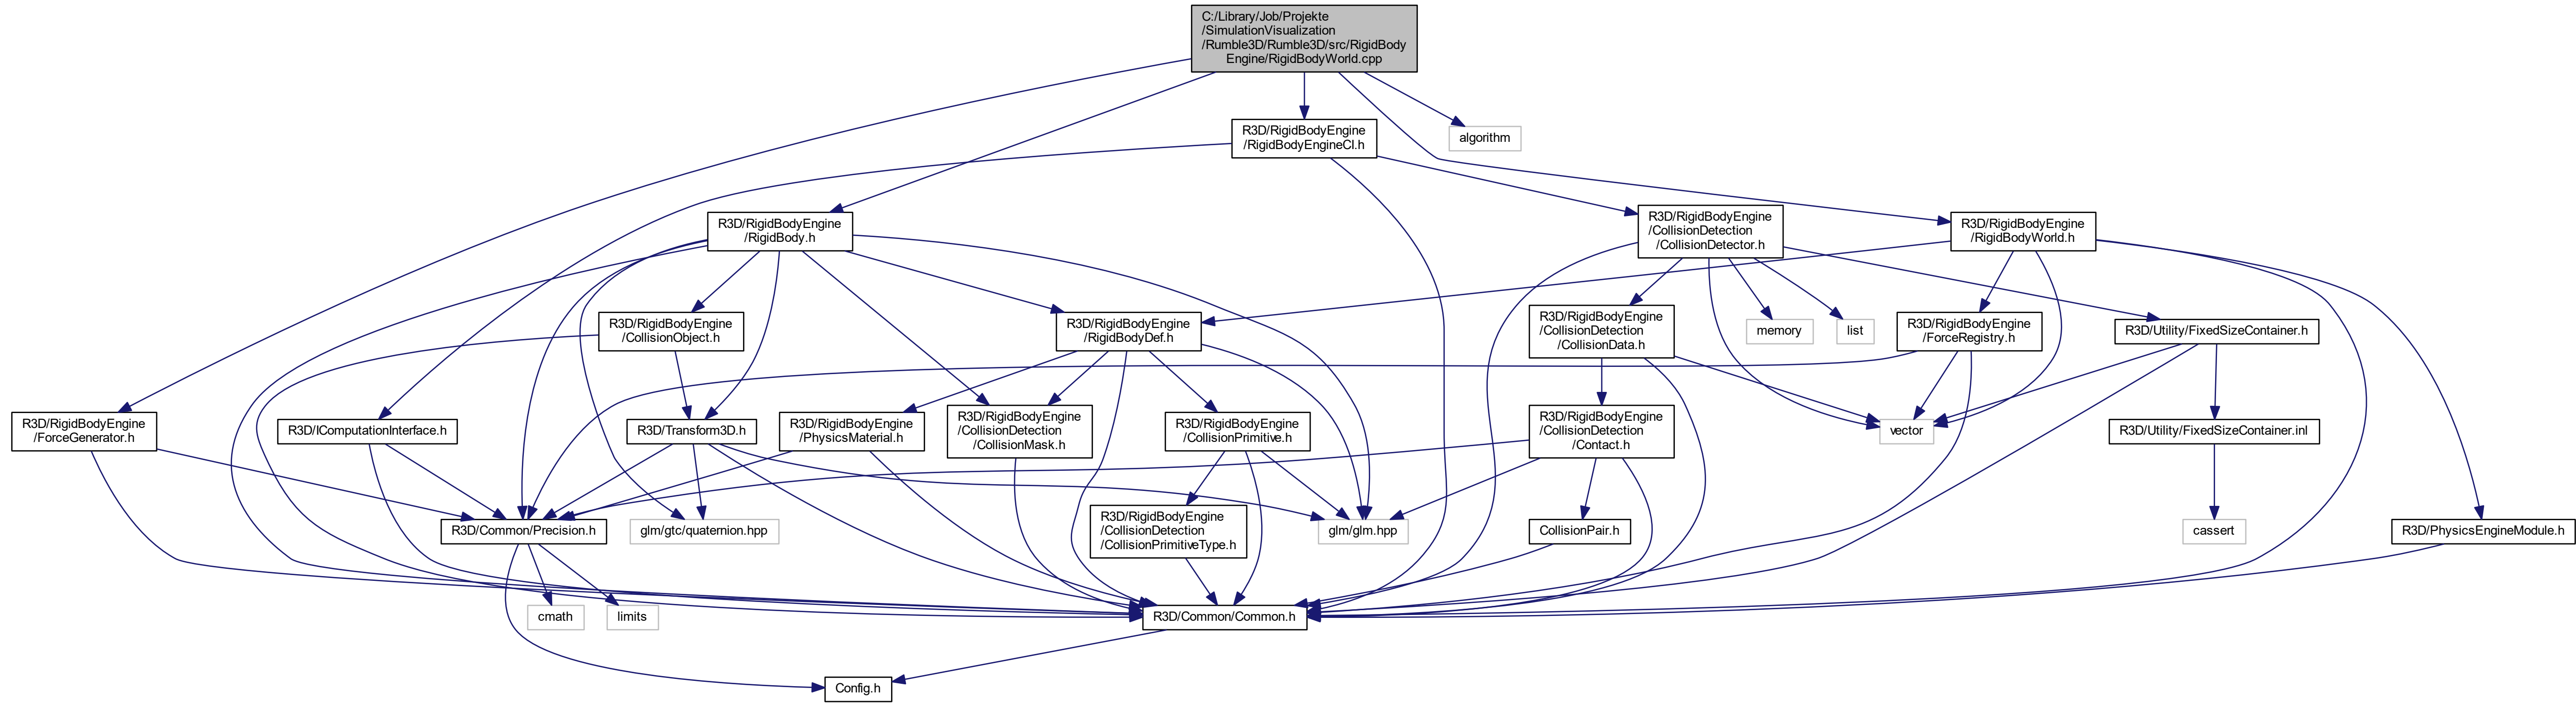 C:/Library/Job/Projekte
/SimulationVisualization
/Rumble3D/Rumble3D/src/RigidBody
Engine/RigidBodyWorld.cpp
R3D/RigidBodyEngine
/RigidBodyEngineCI.h
algorithm
R3D/RigidBodyEngine
/RigidBody.h
R3D/RigidBodyEngine
/CollisionDetection
/CollisionDetector.h
R3D/RigidBodyEngine
/RigidBodyWorld.h
R3D/RigidBodyEngine
/CollisionObject.h
R3D/RigidBodyEngine
/RigidBodyDef.h
R3D/RigidBodyEngine
/CollisionDetection
/CollisionData.h
memory
list
R3D/RigidBodyEngine
/ForceRegistry.h
R3D/Utility/FixedSizeContainer.h
R3D/RigidBodyEngine
/ForceGenerator.h
R3D/IComputationInterface.h
R3D/Transform3D.h
R3D/RigidBodyEngine
/PhysicsMaterial.h
R3D/RigidBodyEngine
/CollisionDetection
/CollisionMask.h
R3D/RigidBodyEngine
/CollisionPrimitive.h
R3D/RigidBodyEngine
/CollisionDetection
/Contact.h
vector
R3D/Utility/FixedSizeContainer.inl
R3D/Common/Precision.h
glm/gtc/quaternion.hpp
R3D/RigidBodyEngine
/CollisionDetection
/CollisionPrimitiveType.h
glm/glm.hpp
CollisionPair.h
cassert
R3D/PhysicsEngineModule.h
cmath
limits
R3D/Common/Common.h
Config.h